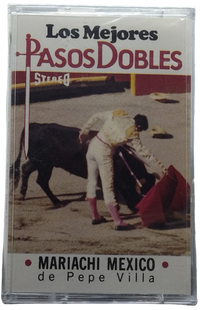 Los Mejores
PASOS DOBLES
STEREO
• MARIACHI MEXICO •
de Pepe Villa